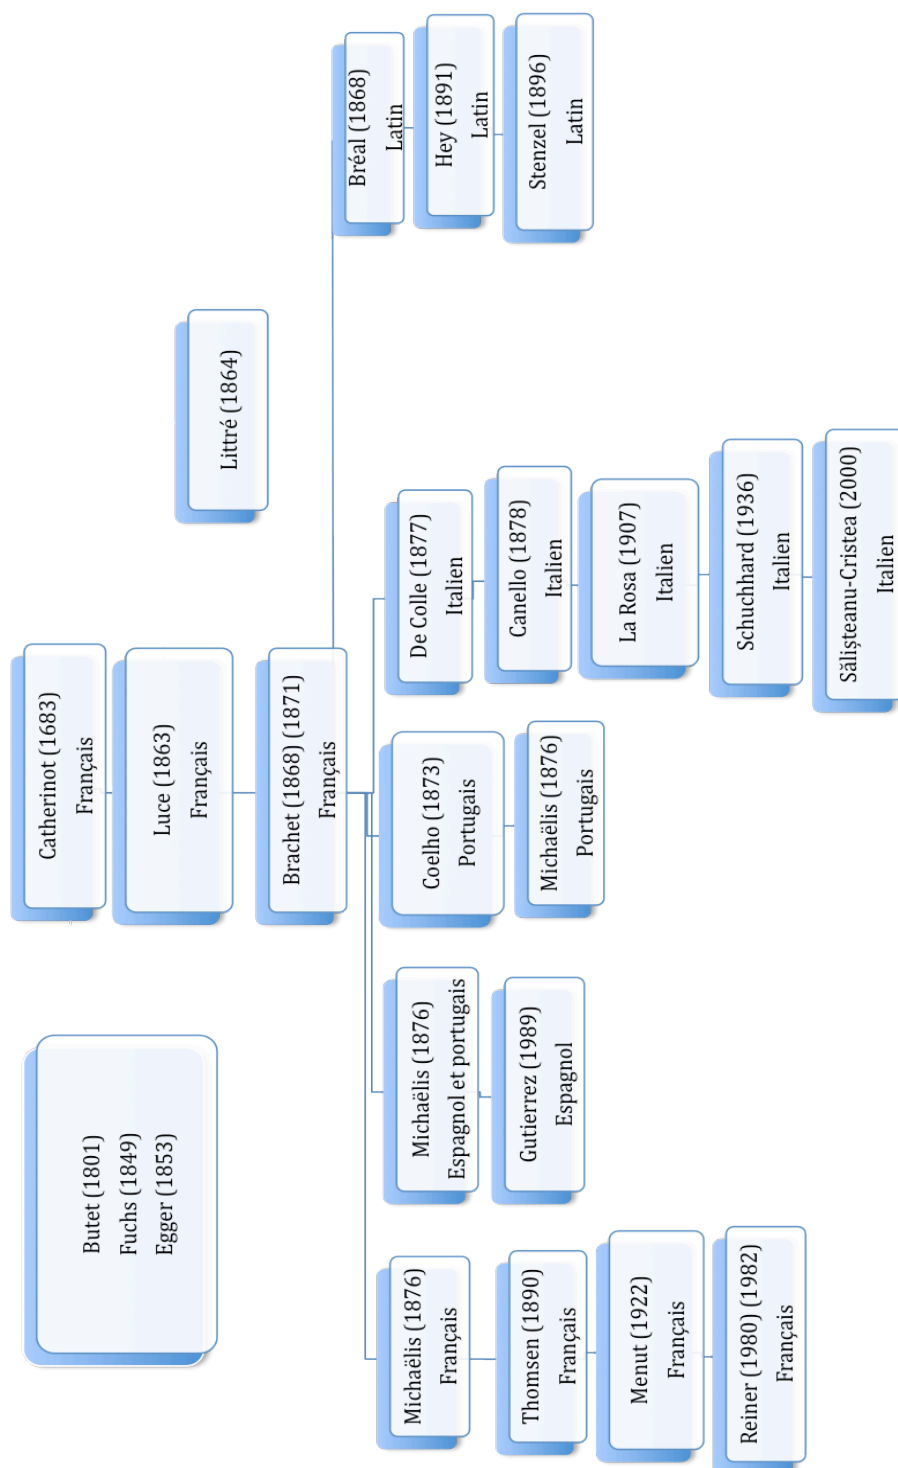 Butet (1801)
Fuchs (1849)
Egger (1853)
Catherinot (1683)
Français
Luce (1863)
Français
Littré (1864)
Brachet (1868) (1871)
Français
Michaëlis (1876)
Français
Thomsen (1890)
Français
Menut (1922)
Français
Reiner (1980) (1982)
Français
Michaëlis (1876)
Espagnol et portugais
Gutierrez (1989)
Espagnol
Coelho (1873)
Portugais
Michaëlis (1876)
Portugais
De Colle (1877)
Italien
Canello (1878)
Italien
La Rosa (1907)
Italien
Schuchhard (1936)
Italien
Sălișteanu-Cristea (2000)
Italien
Bréal (1868)
Latin
Hey (1891)
Latin
Stenzel (1896)
Latin